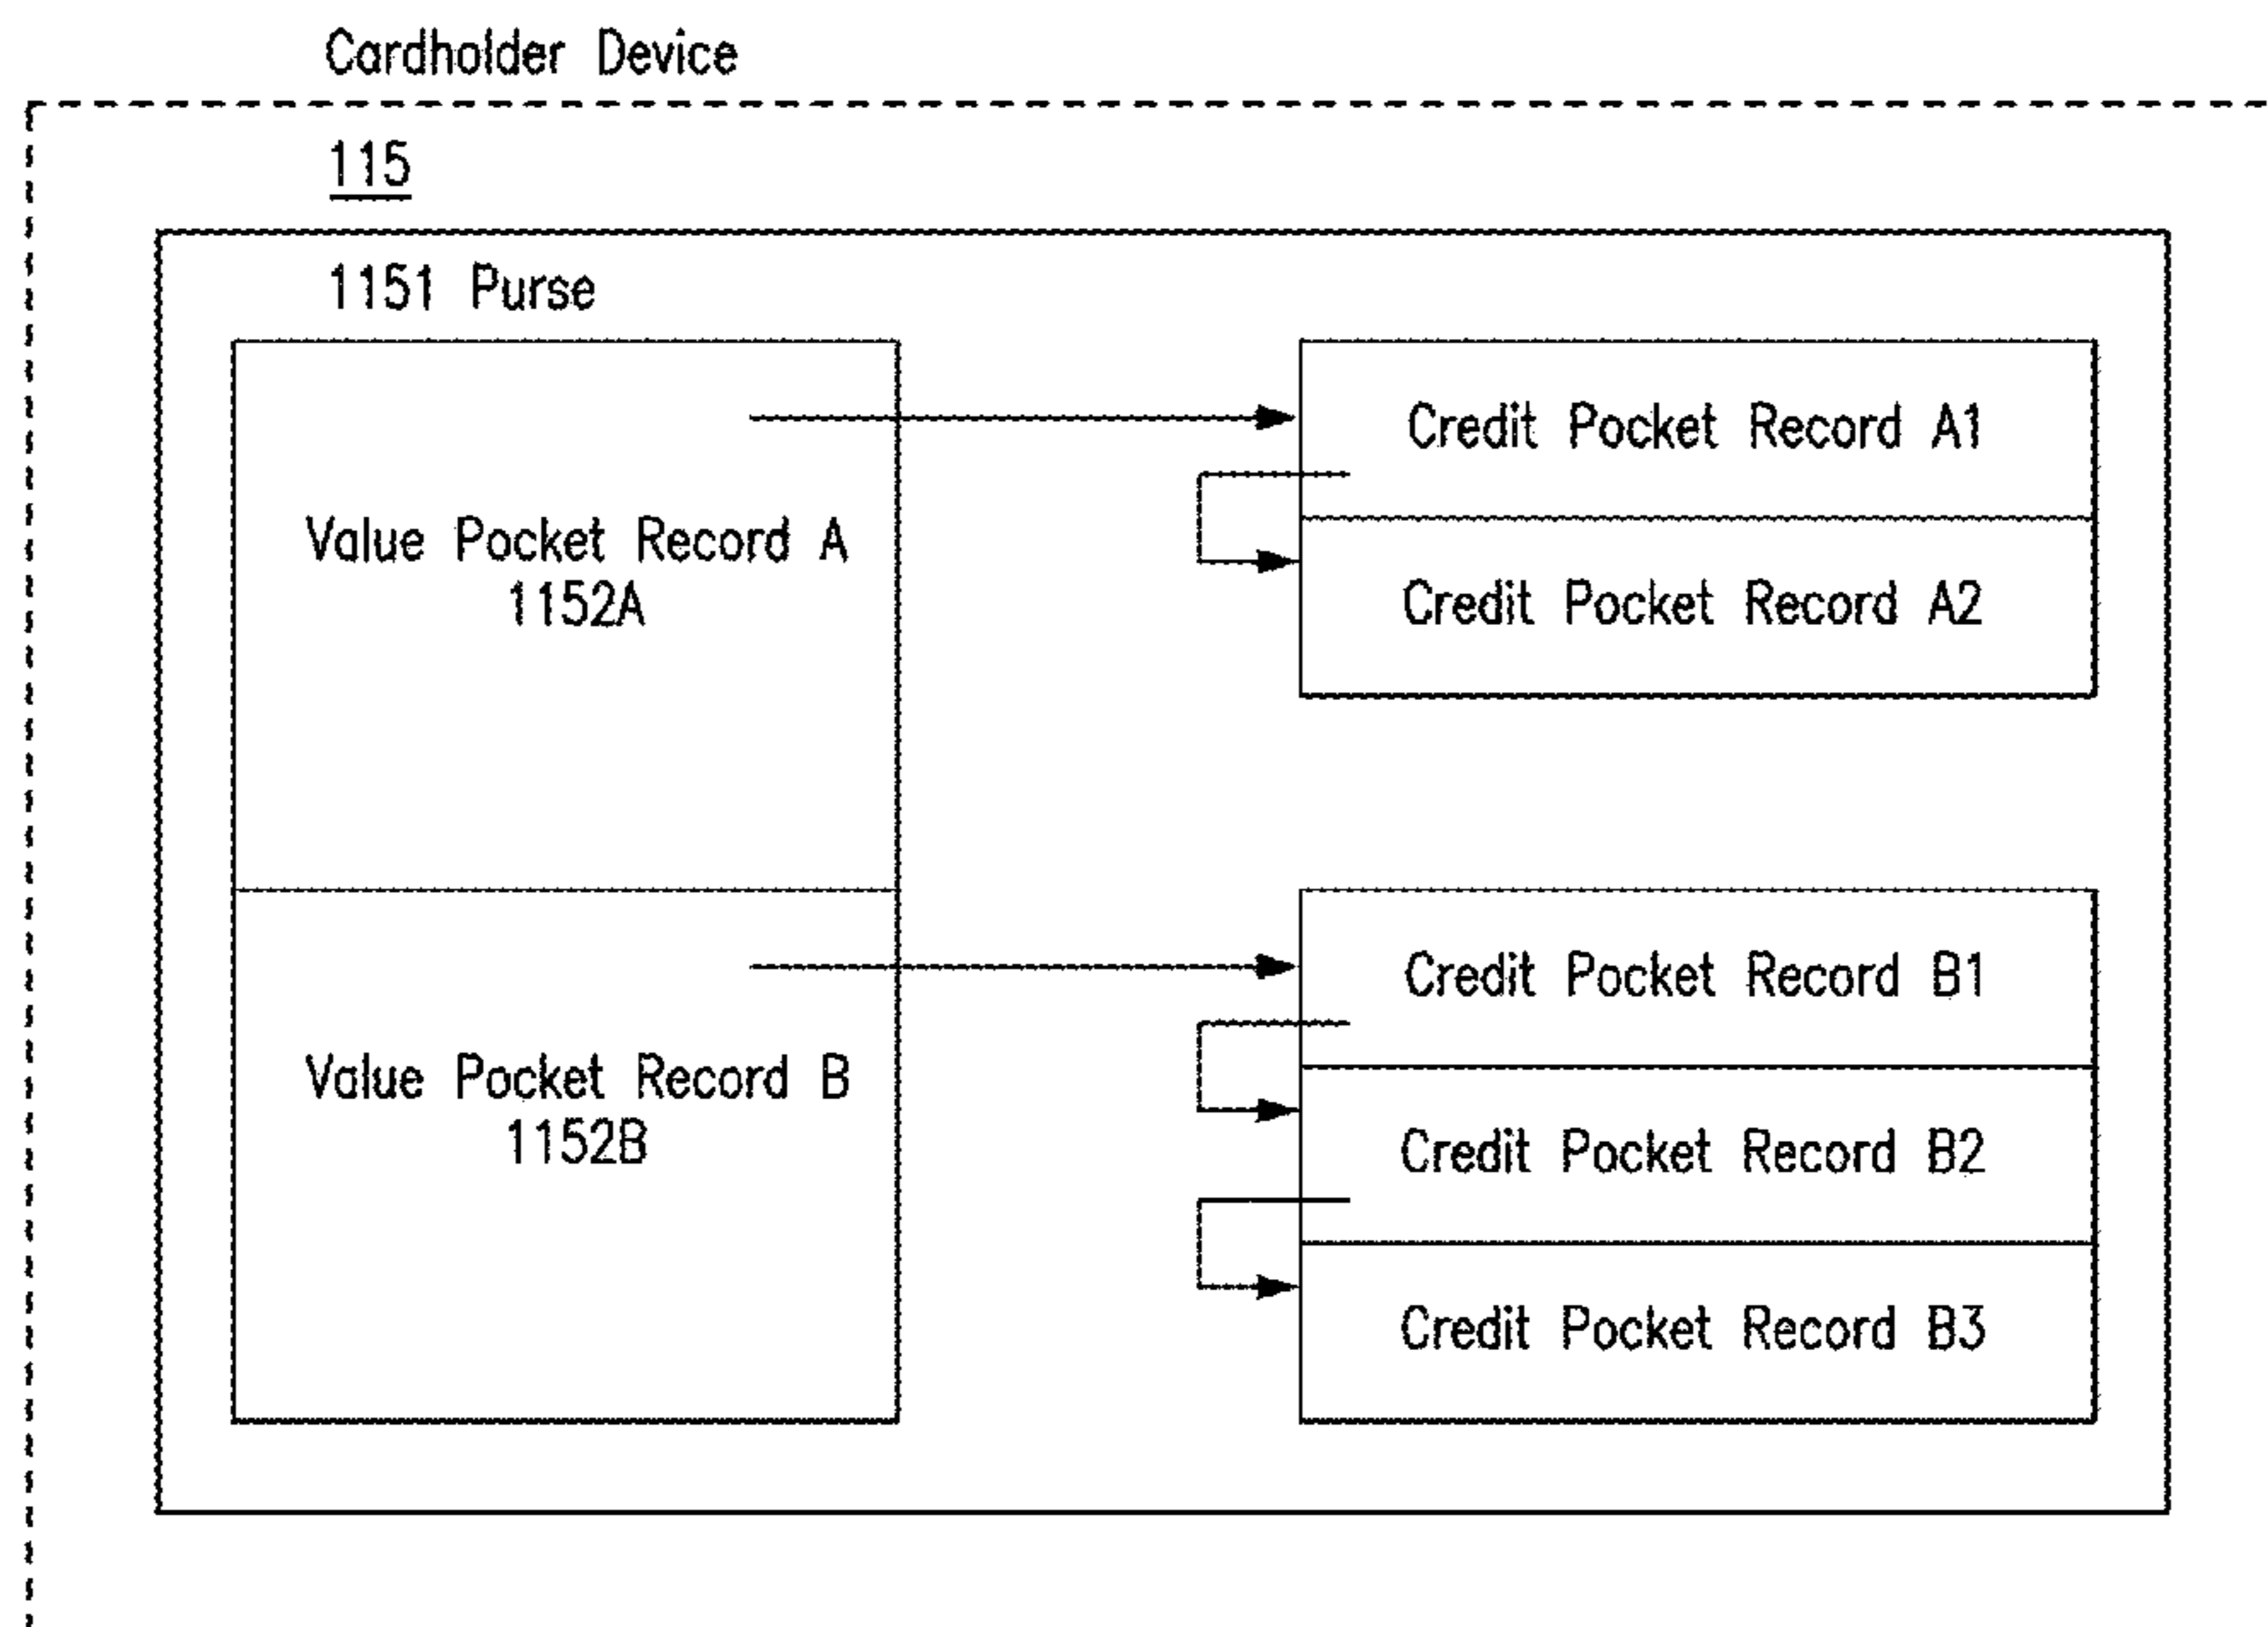 Cardholder Device
115
1151 Purse
Value Pocket Record A
1152A
Credit Pocket Record A1
Credit Pocket Record A2
Value Pocket Record B
1152B
Credit Pocket Record B1
Credit Pocket Record B2
Credit Pocket Record B3